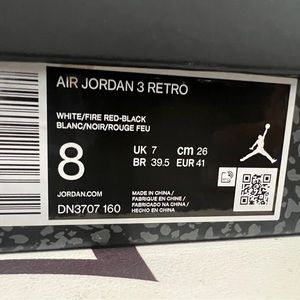 AIR JORDAN 3 RETRO
WHITE/FIRE RED-BLACK
BLANC/NOIR/ROUGE FEU
8
UK 7 cm 26
BR 39.5 EUR 41
JORDAN.COM
DN3707 160
MADE IN CHINA /
FABRIQUÉ EN CHINE /
FABRICADO NA CHINA /
HECHO EN CHINA